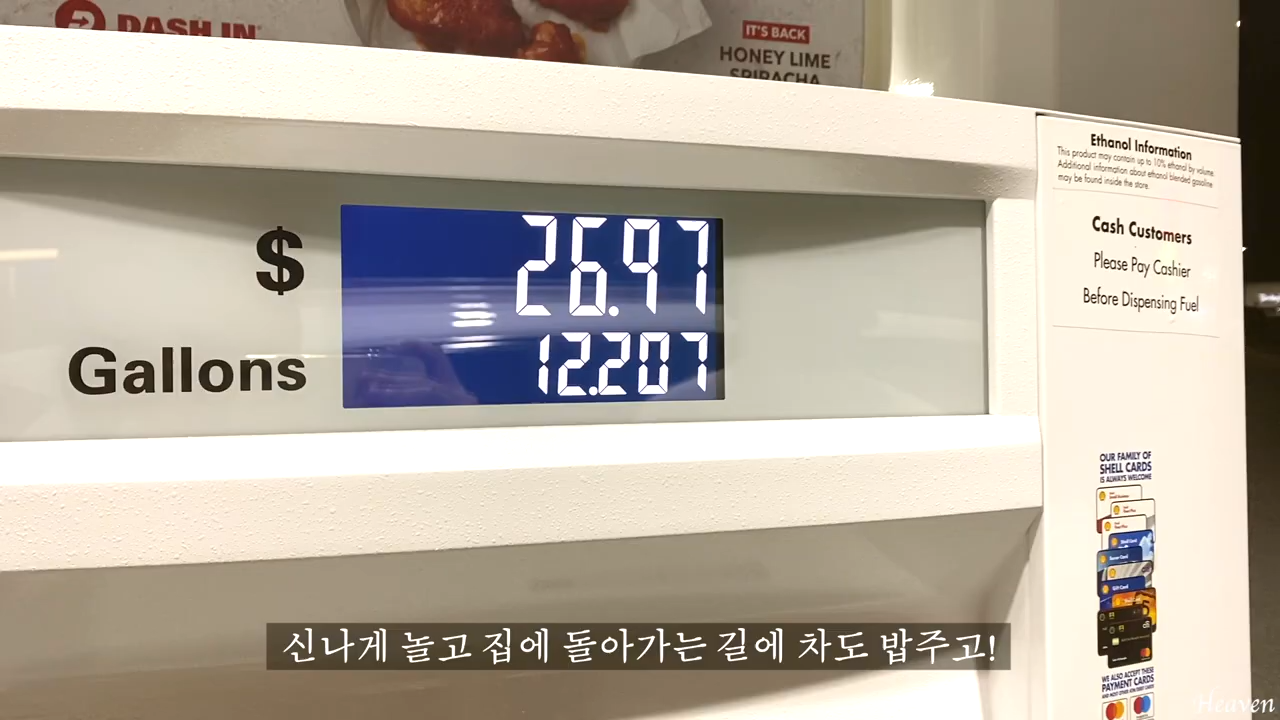 DASH IN
IT'S BACK
HONEY LIME
SRIRACHA
Ethanol Information
This product may contain up to 10% ethanol by volume.
Additional information about ethanol blended gasoline
may be found inside the store.
Cash Customers
Please Pay Cashier
Before Dispensing Fuel
$ 26.97
Gallons 12.207
OUR FAMILY OF
SHELL CARDS
IS ALWAYS WELCOME
WE ALSO ACCEPT THESE
PAYMENT CARDS
신나게 놀고 집에 돌아가는 길에 차도 밥주고!
Heaven